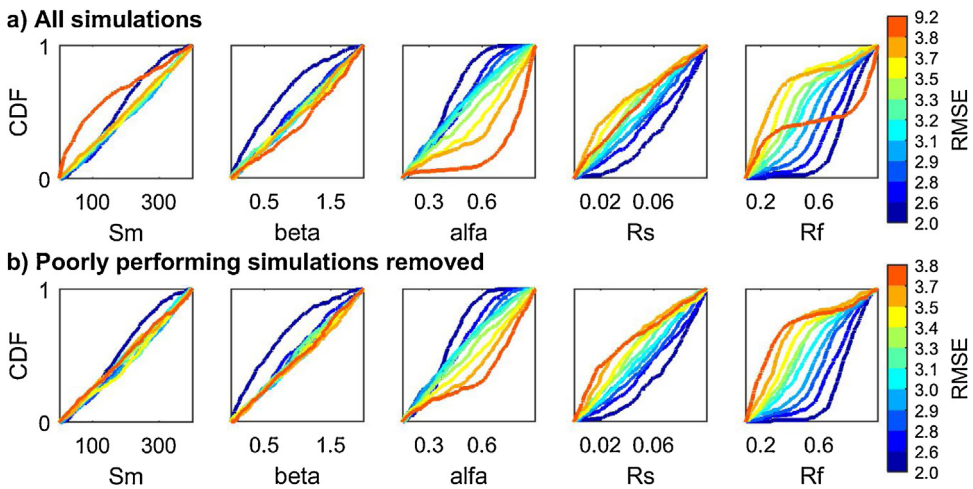 a) All simulations
CDF
1
0
100 300
Sm
0.5 1.5
beta
0.3 0.6
alfa
0.02 0.06
Rs
0.2 0.6
Rf
9.2
3.8
3.7
3.5
3.3
3.2
3.1
2.9
2.8
2.6
2.0
RMSE
b) Poorly performing simulations removed
CDF
1
0
100 300
Sm
0.5 1.5
beta
0.3 0.6
alfa
0.02 0.06
Rs
0.2 0.6
Rf
3.8
3.7
3.5
3.4
3.3
3.1
3.0
2.9
2.8
2.6
2.0
RMSE